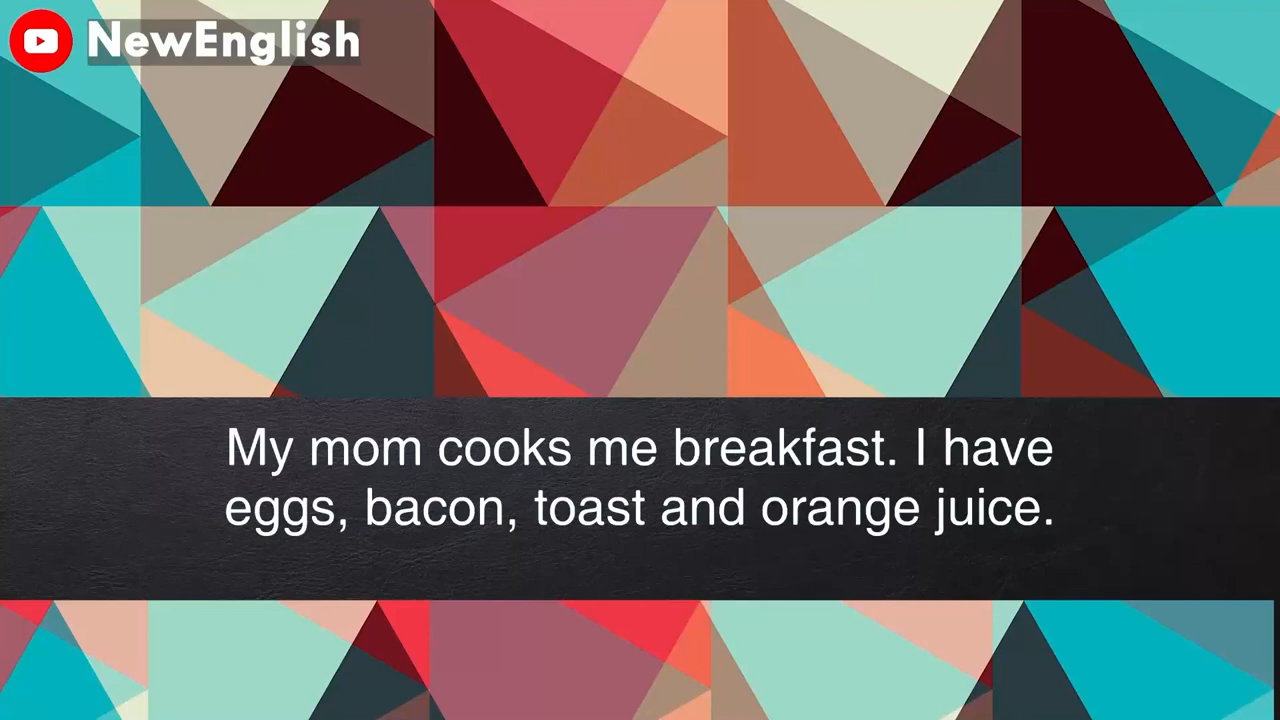 NewEnglish
My mom cooks me breakfast. I have
eggs, bacon, toast and orange juice.